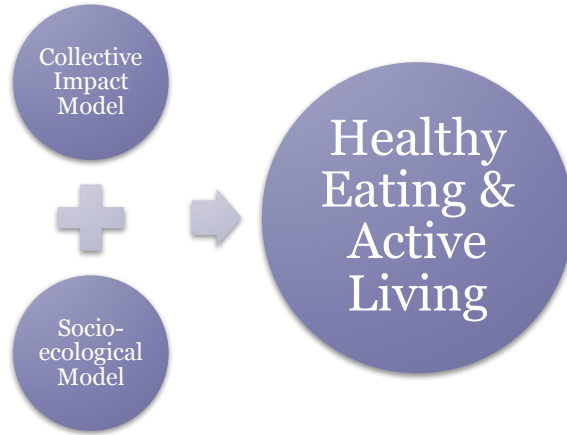 Collective
Impact
Model
Healthy
Eating &
Active
Living
Socio-
ecological
Model